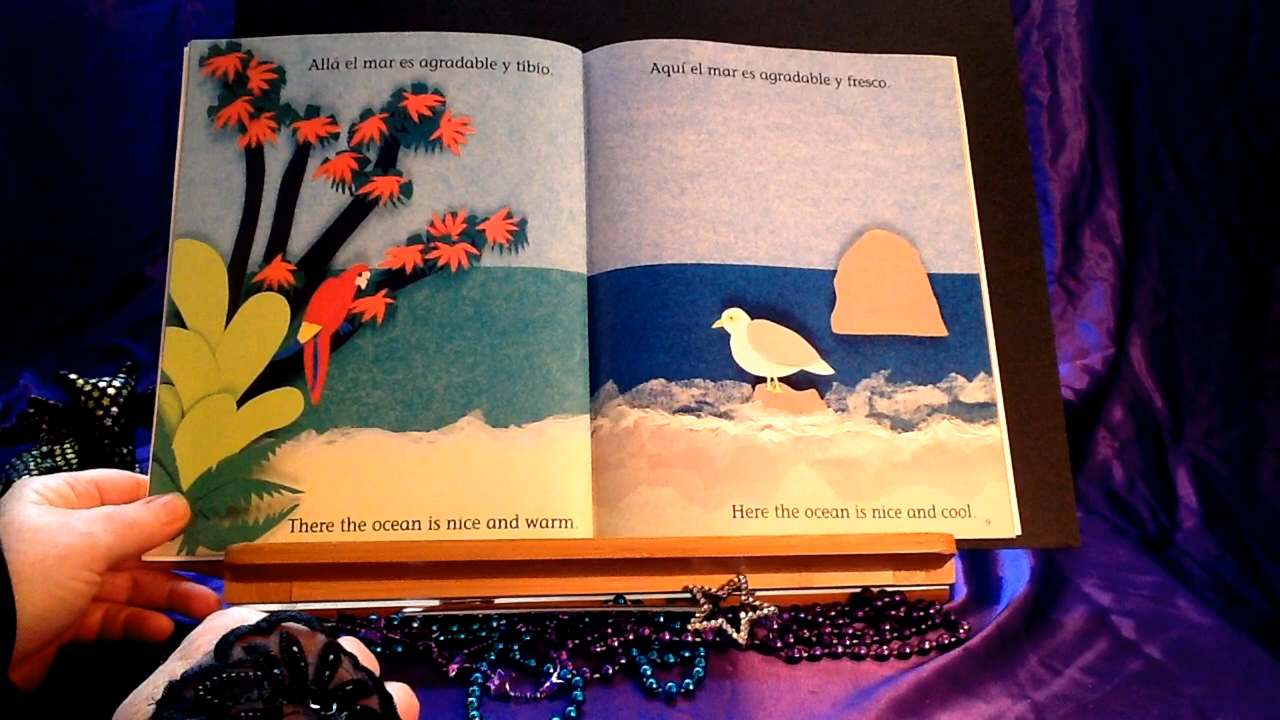 Allá el mar es agradable y tibio.
There the ocean is nice and warm.
Aquí el mar es agradable y fresco.
Here the ocean is nice and cool.
9